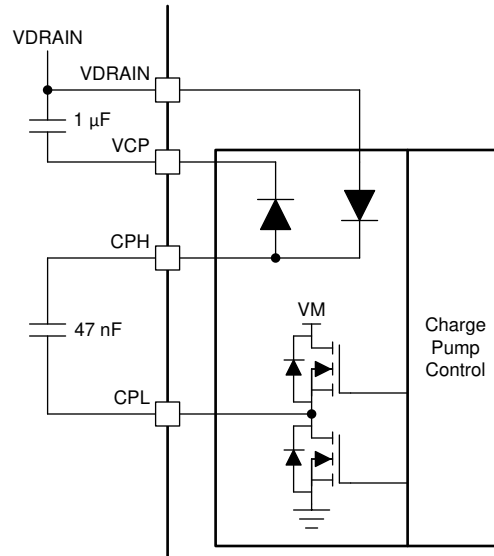 VDRAIN
VDRAIN
1 µF
VCP
CPH
47 nF
VM
Charge
Pump
Control
CPL